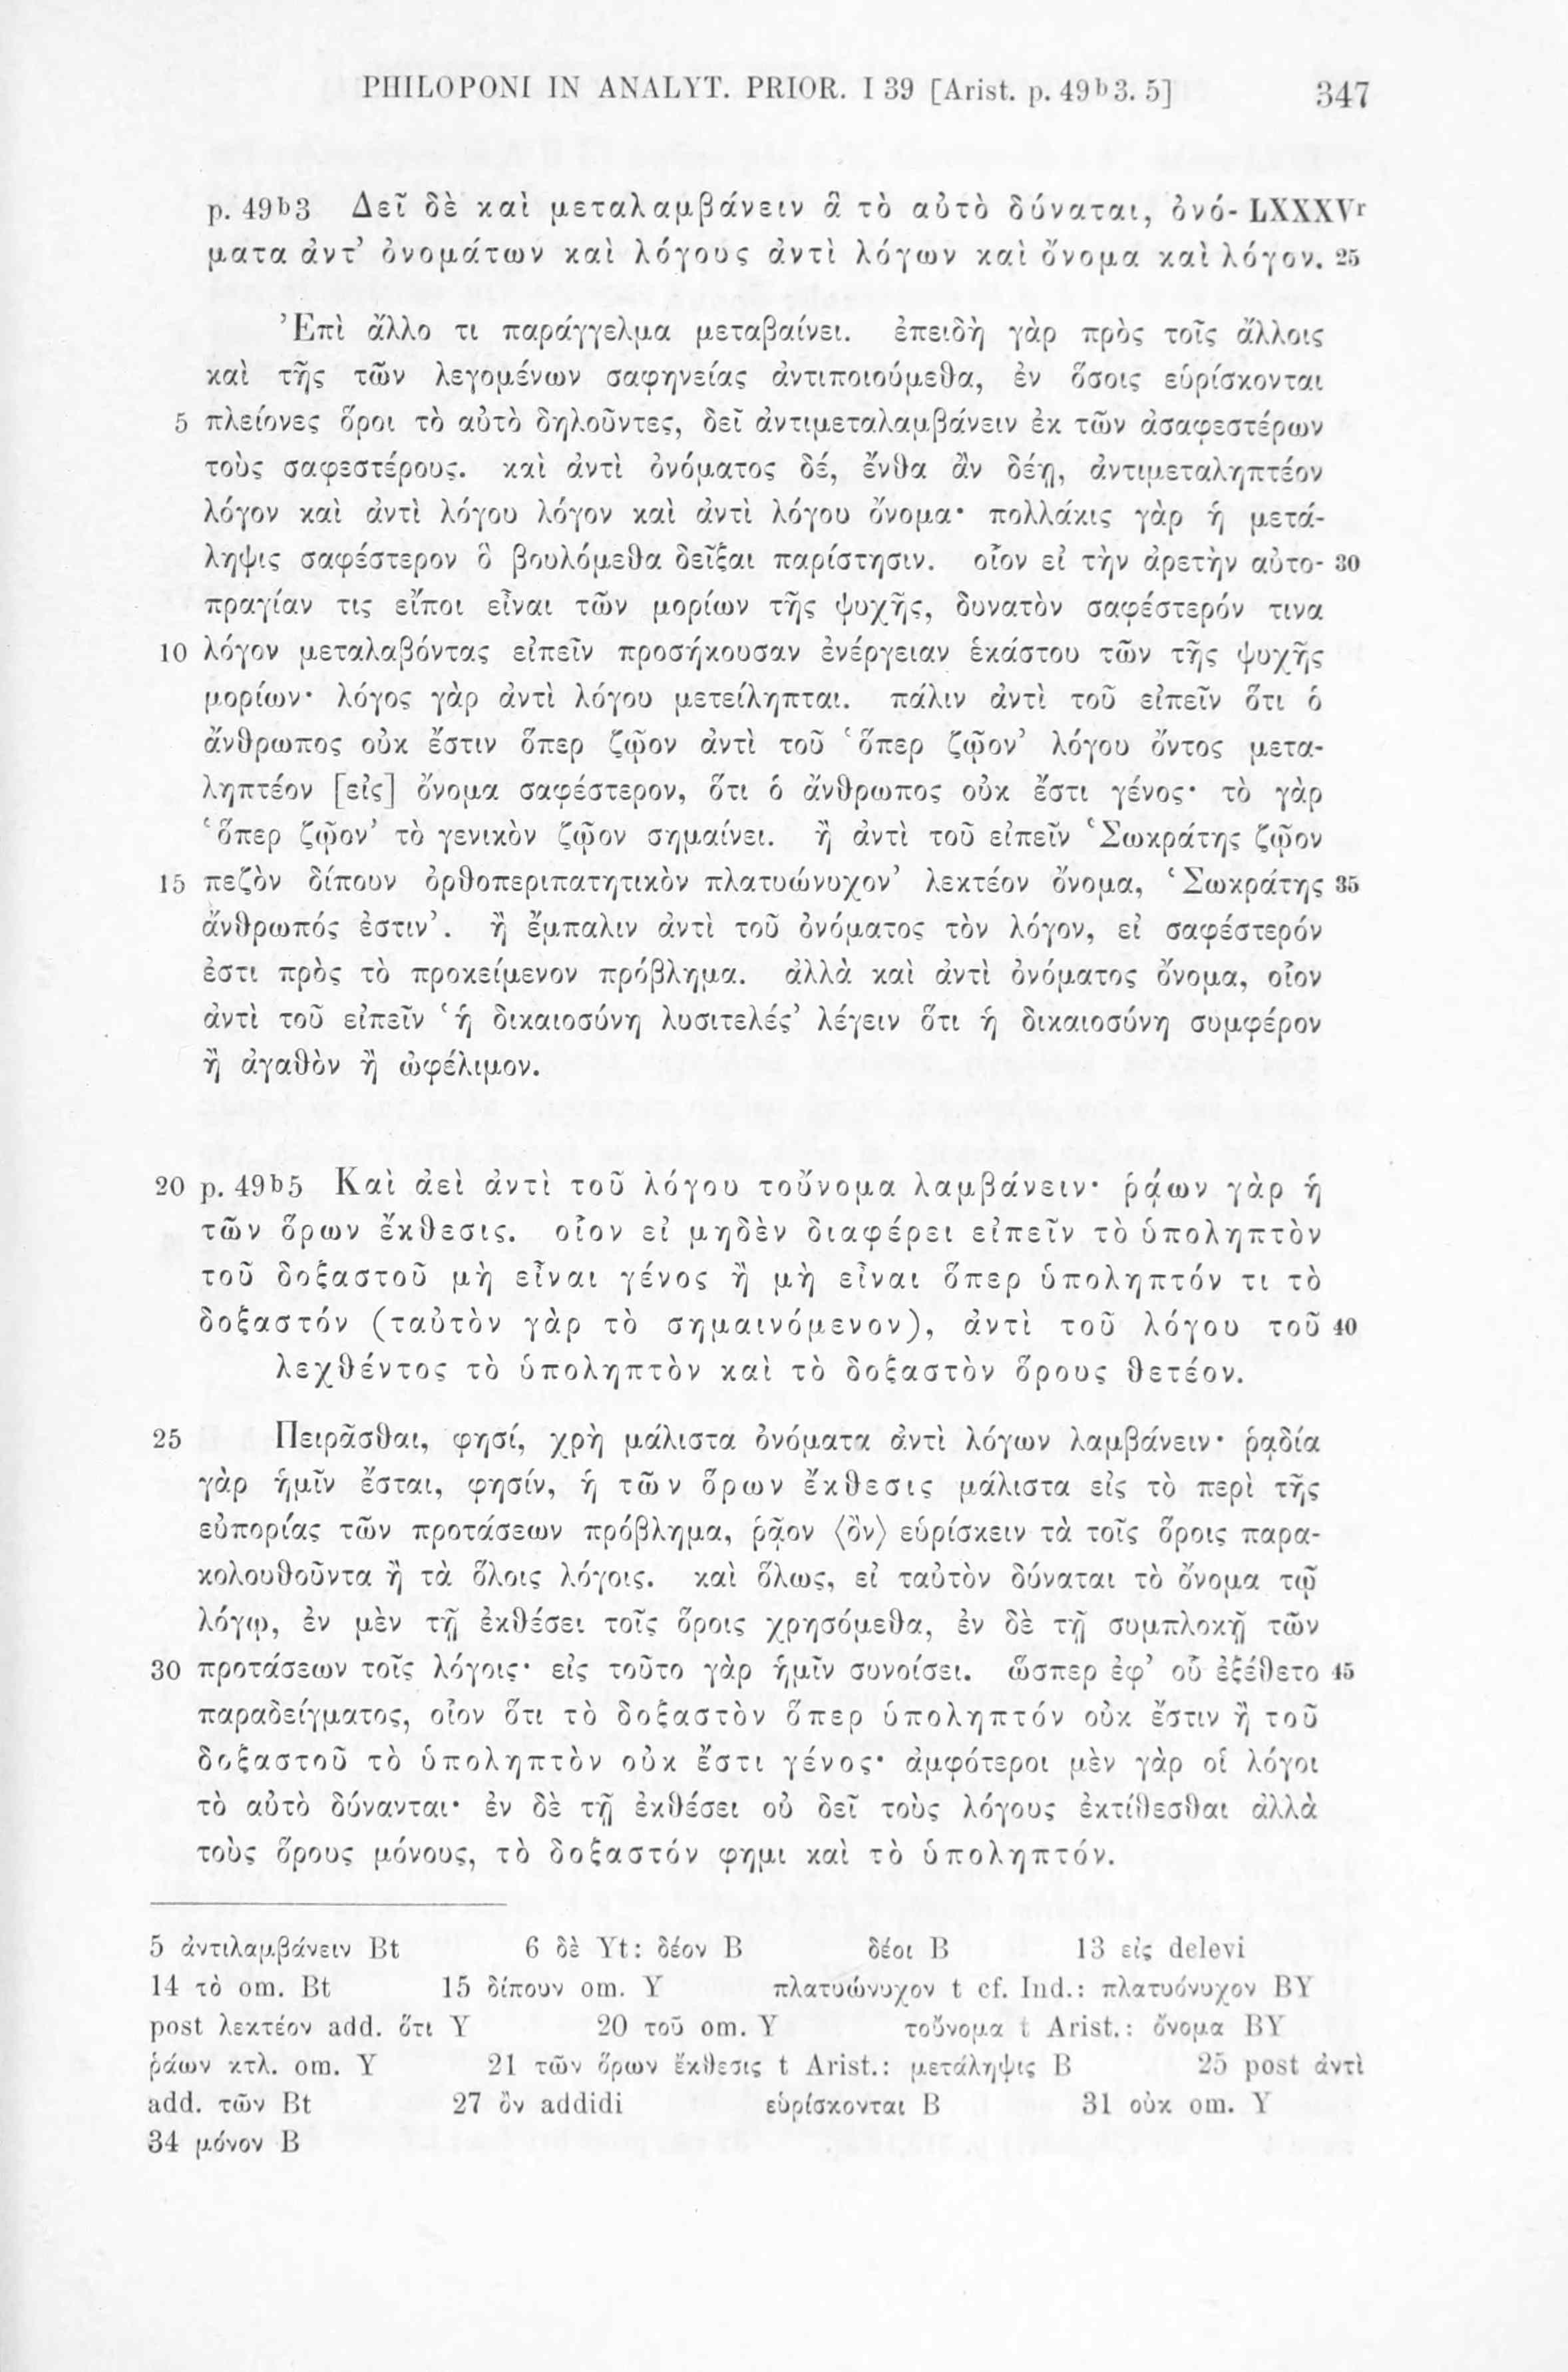 PHILOPONI IN ANALYT. PRIOR. I 39 [Arist. p. 49b3. 5] 347
p. 49b3 Δεῖ δὲ καὶ μεταλαμβάνειν ἃ τὸ αὐτὸ δύναται, ὀνό- LXXXVr
ματα ἀντ’ ὀνομάτων καὶ λόγους ἀντὶ λόγων καὶ ὄνομα καὶ λόγον. 25
Ἐπὶ ἄλλο τι παράγγελμα μεταβαίνει. ἐπειδὴ γὰρ πρὸς τοῖς ἄλλοις
καὶ τῆς τῶν λεγομένων σαφηνείας ἀντιποιούμεθα, ἐν ὅσοις εὑρίσκονται
5 πλείονες ὅροι τὸ αὐτὸ δηλοῦντες, δεῖ ἀντιμεταλαμβάνειν ἐκ τῶν ἀσαφεστέρων
τοὺς σαφεστέρους. καὶ ἀντὶ ὀνόματος δέ, ἔνθα ἂν δέῃ, ἀντιμεταληπτέον
λόγον καὶ ἀντὶ λόγου λόγον καὶ ἀντὶ λόγου ὄνομα· πολλάκις γὰρ ἡ μετά-
ληψις σαφέστερον ὃ βουλόμεθα δεῖξαι παρίστησιν. οἷον εἰ τὴν ἀρετὴν αὐτο- 30
πραγίαν τις εἴποι εἶναι τῶν μορίων τῆς ψυχῆς, δυνατὸν σαφέστερόν τινα
10 λόγον μεταλαβόντας εἰπεῖν προσήκουσαν ἐνέργειαν ἑκάστου τῶν τῆς ψυχῆς
μορίων· λόγος γὰρ ἀντὶ λόγου μετείληπται. πάλιν ἀντὶ τοῦ εἰπεῖν ὅτι ὁ
ἄνθρωπος οὐκ ἔστιν ὅπερ ζῷον ἀντὶ τοῦ ‘ὅπερ ζῷον’ λόγου ὄντος μετα-
ληπτέον [εἰς] ὄνομα σαφέστερον, ὅτι ὁ ἄνθρωπος οὐκ ἔστι γένος· τὸ γὰρ
‘ὅπερ ζῷον’ τὸ γενικὸν ζῷον σημαίνει. ἢ ἀντὶ τοῦ εἰπεῖν ‘Σωκράτης ζῷον
15 πεζὸν δίπουν ὀρθοπεριπατητικὸν πλατυώνυχον’ λεκτέον ὄνομα, ‘Σωκράτης 35
ἄνθρωπός ἐστιν’. ἢ ἔμπαλιν ἀντὶ τοῦ ὀνόματος τὸν λόγον, εἰ σαφέστερόν
ἐστι πρὸς τὸ προκείμενον πρόβλημα. ἀλλὰ καὶ ἀντὶ ὀνόματος ὄνομα, οἷον
ἀντὶ τοῦ εἰπεῖν ‘ἡ δικαιοσύνη λυσιτελές’ λέγειν ὅτι ἡ δικαιοσύνη συμφέρον
ἢ ἀγαθὸν ἢ ὠφέλιμον.
20 p. 49b5 Καὶ ἀεὶ ἀντὶ τοῦ λόγου τοὔνομα λαμβάνειν· ῥᾴων γὰρ ἡ
τῶν ὅρων ἔκθεσις. οἷον εἰ μηδὲν διαφέρει εἰπεῖν τὸ ὑποληπτὸν
τοῦ δοξαστοῦ μὴ εἶναι γένος ἢ μὴ εἶναι ὅπερ ὑποληπτόν τι τὸ
δοξαστόν (ταὐτὸν γὰρ τὸ σημαινόμενον), ἀντὶ τοῦ λόγου τοῦ 40
λεχθέντος τὸ ὑποληπτὸν καὶ τὸ δοξαστὸν ὅρους θετέον.
25 Πειρᾶσθαι, φησί, χρὴ μάλιστα ὀνόματα ἀντὶ λόγων λαμβάνειν· ῥᾳδία
γὰρ ἡμῖν ἔσται, φησίν, ἡ τῶν ὅρων ἔκθεσις μάλιστα εἰς τὸ περὶ τῆς
εὐπορίας τῶν προτάσεων πρόβλημα, ῥᾷον ⟨ὂν⟩ εὑρίσκειν τὰ τοῖς ὅροις παρα-
κολουθοῦντα ἢ τὰ ὅλοις λόγοις. καὶ ὅλως, εἰ ταὐτὸν δύναται τὸ ὄνομα τῷ
λόγῳ, ἐν μὲν τῇ ἐκθέσει τοῖς ὅροις χρησόμεθα, ἐν δὲ τῇ συμπλοκῇ τῶν
30 προτάσεων τοῖς λόγοις· εἰς τοῦτο γὰρ ἡμῖν συνοίσει. ὥσπερ ἐφ’ οὗ ἐξέθετο 45
παραδείγματος, οἷον ὅτι τὸ δοξαστὸν ὅπερ ὑποληπτόν οὐκ ἔστιν ἢ τοῦ
δοξαστοῦ τὸ ὑποληπτὸν οὐκ ἔστι γένος· ἀμφότεροι μὲν γὰρ οἱ λόγοι
τὸ αὐτὸ δύνανται· ἐν δὲ τῇ ἐκθέσει οὐ δεῖ τοὺς λόγους ἐκτίθεσθαι ἀλλὰ
τοὺς ὅρους μόνους, τὸ δοξαστόν φημι καὶ τὸ ὑποληπτόν.
5 ἀντιλαμβάνειν Bt 6 δὲ Yt: δέον B δέοι B 13 εἰς delevi
14 τὸ om. Bt 15 δίπουν om. Y πλατυώνυχον t cf. Ind.: πλατυόνυχον BY
post λεκτέον add. ὅτι Y 20 τοῦ om. Y τοὔνομα t Arist.: ὄνομα BY
ῥάων κτλ. om. Y 21 τῶν ὅρων ἔκθεσις t Arist.: μετάληψις B 25 post ἀντὶ
add. τῶν Bt 27 ὂν addidi εὑρίσκονται B 31 οὐκ om. Y
34 μόνον B